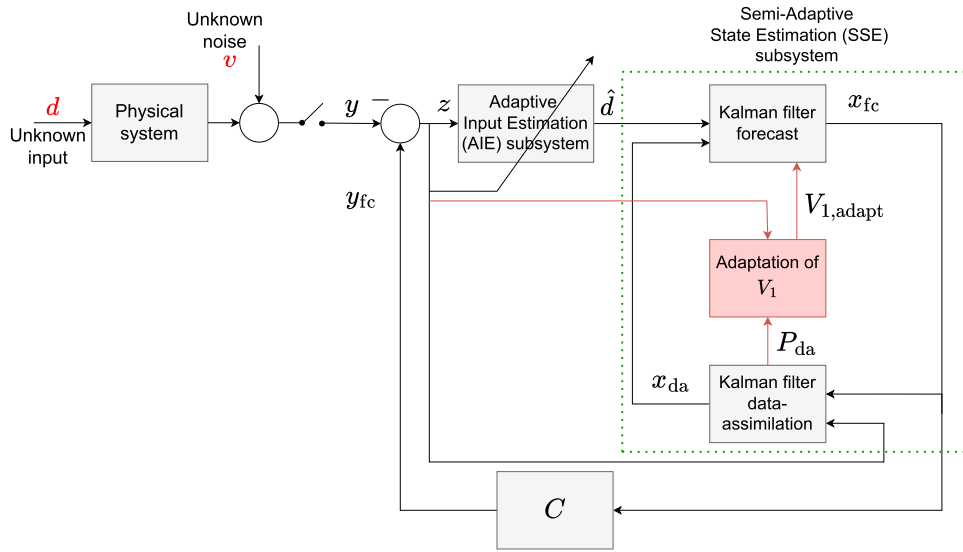 Semi-Adaptive
State Estimation (SSE)
subsystem
Unknown
noise
v
d
Unknown
input
Physical
system
y
−
z
Adaptive
Input Estimation
(AIE) subsystem
d̂
Kalman filter
forecast
x_fc
y_fc
V_1,adapt
Adaptation of
V_1
P_da
x_da
Kalman filter
data-
assimilation
C